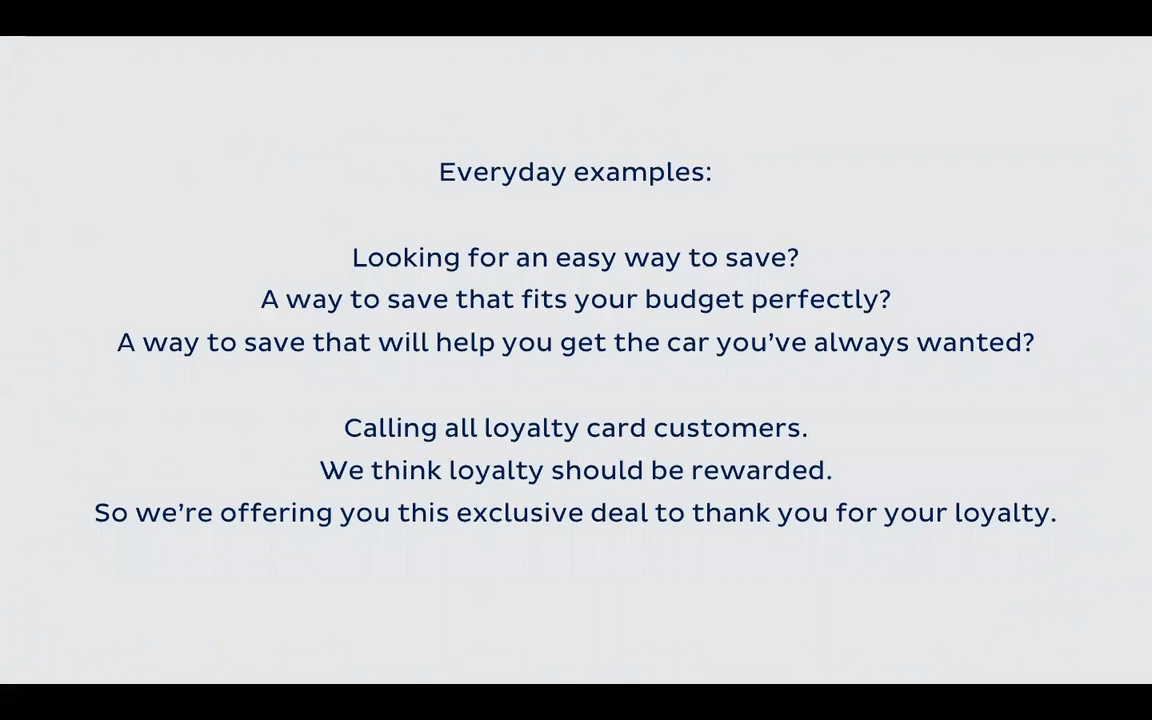 Everyday examples:
Looking for an easy way to save?
A way to save that fits your budget perfectly?
A way to save that will help you get the car you’ve always wanted?
Calling all loyalty card customers.
We think loyalty should be rewarded.
So we’re offering you this exclusive deal to thank you for your loyalty.